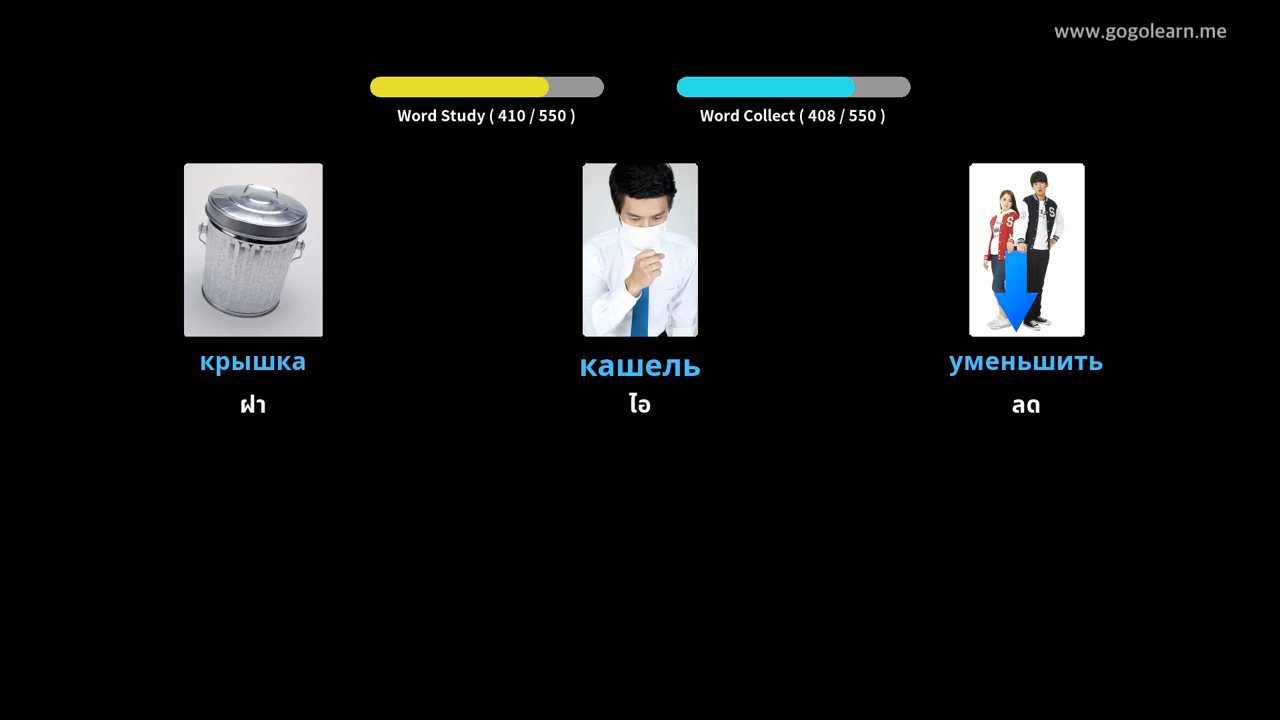 www.gogolearn.me
Word Study ( 410 / 550 )
Word Collect ( 408 / 550 )
крышка
кашель
уменьшить
ฝา
ไอ
ลด